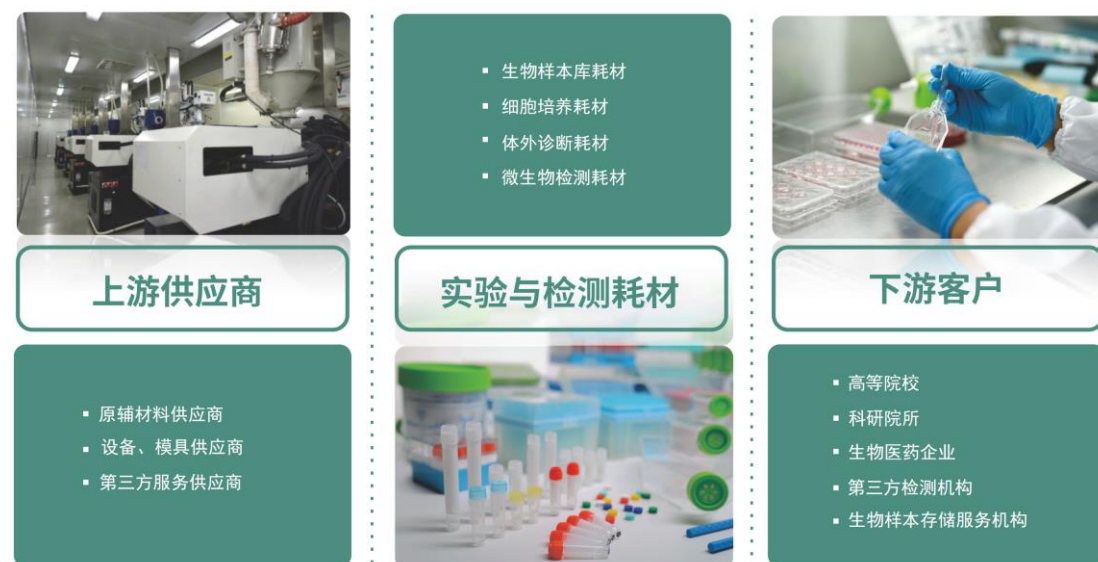 上游供应商
原辅材料供应商
设备、模具供应商
第三方服务供应商
生物样本库耗材
细胞培养耗材
体外诊断耗材
微生物检测耗材
实验与检测耗材
下游客户
高等院校
科研院所
生物医药企业
第三方检测机构
生物样本存储服务机构